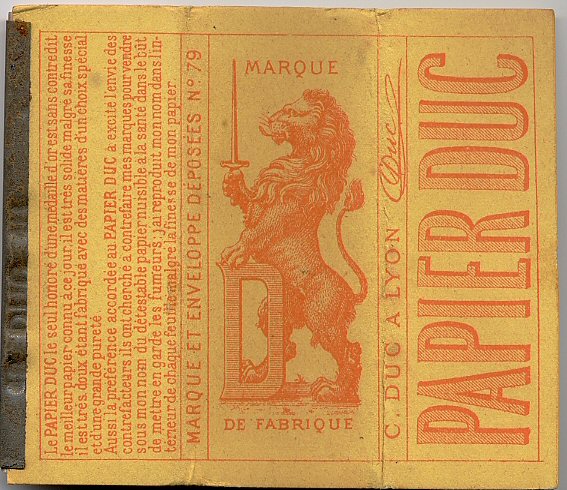 Le PAPIER DUC le seul honoré d'une médaille d'or est sans contredit
le meilleur papier connu à ce jour: il est très solide malgré sa finesse
il est très doux étant fabriqué avec des matières d'un choix spécial
et d'une grande pureté
Aussi la préférence accordée au PAPIER DUC a excité l'envie des
contrefacteurs ils ont cherché à contrefaire mes marques pour vendre
sous mon nom du détestable papier nuisible à la santé dans le bût
de mettre en garde les fumeurs j'ai reproduit mon nom dans l'in-
térieur de chaque feuille malgré la finesse de mon papier
MARQUE ET ENVELOPPE DÉPOSÉES No 79
MARQUE
D
DE FABRIQUE
C. DUC A LYON Duc
PAPIER DUC